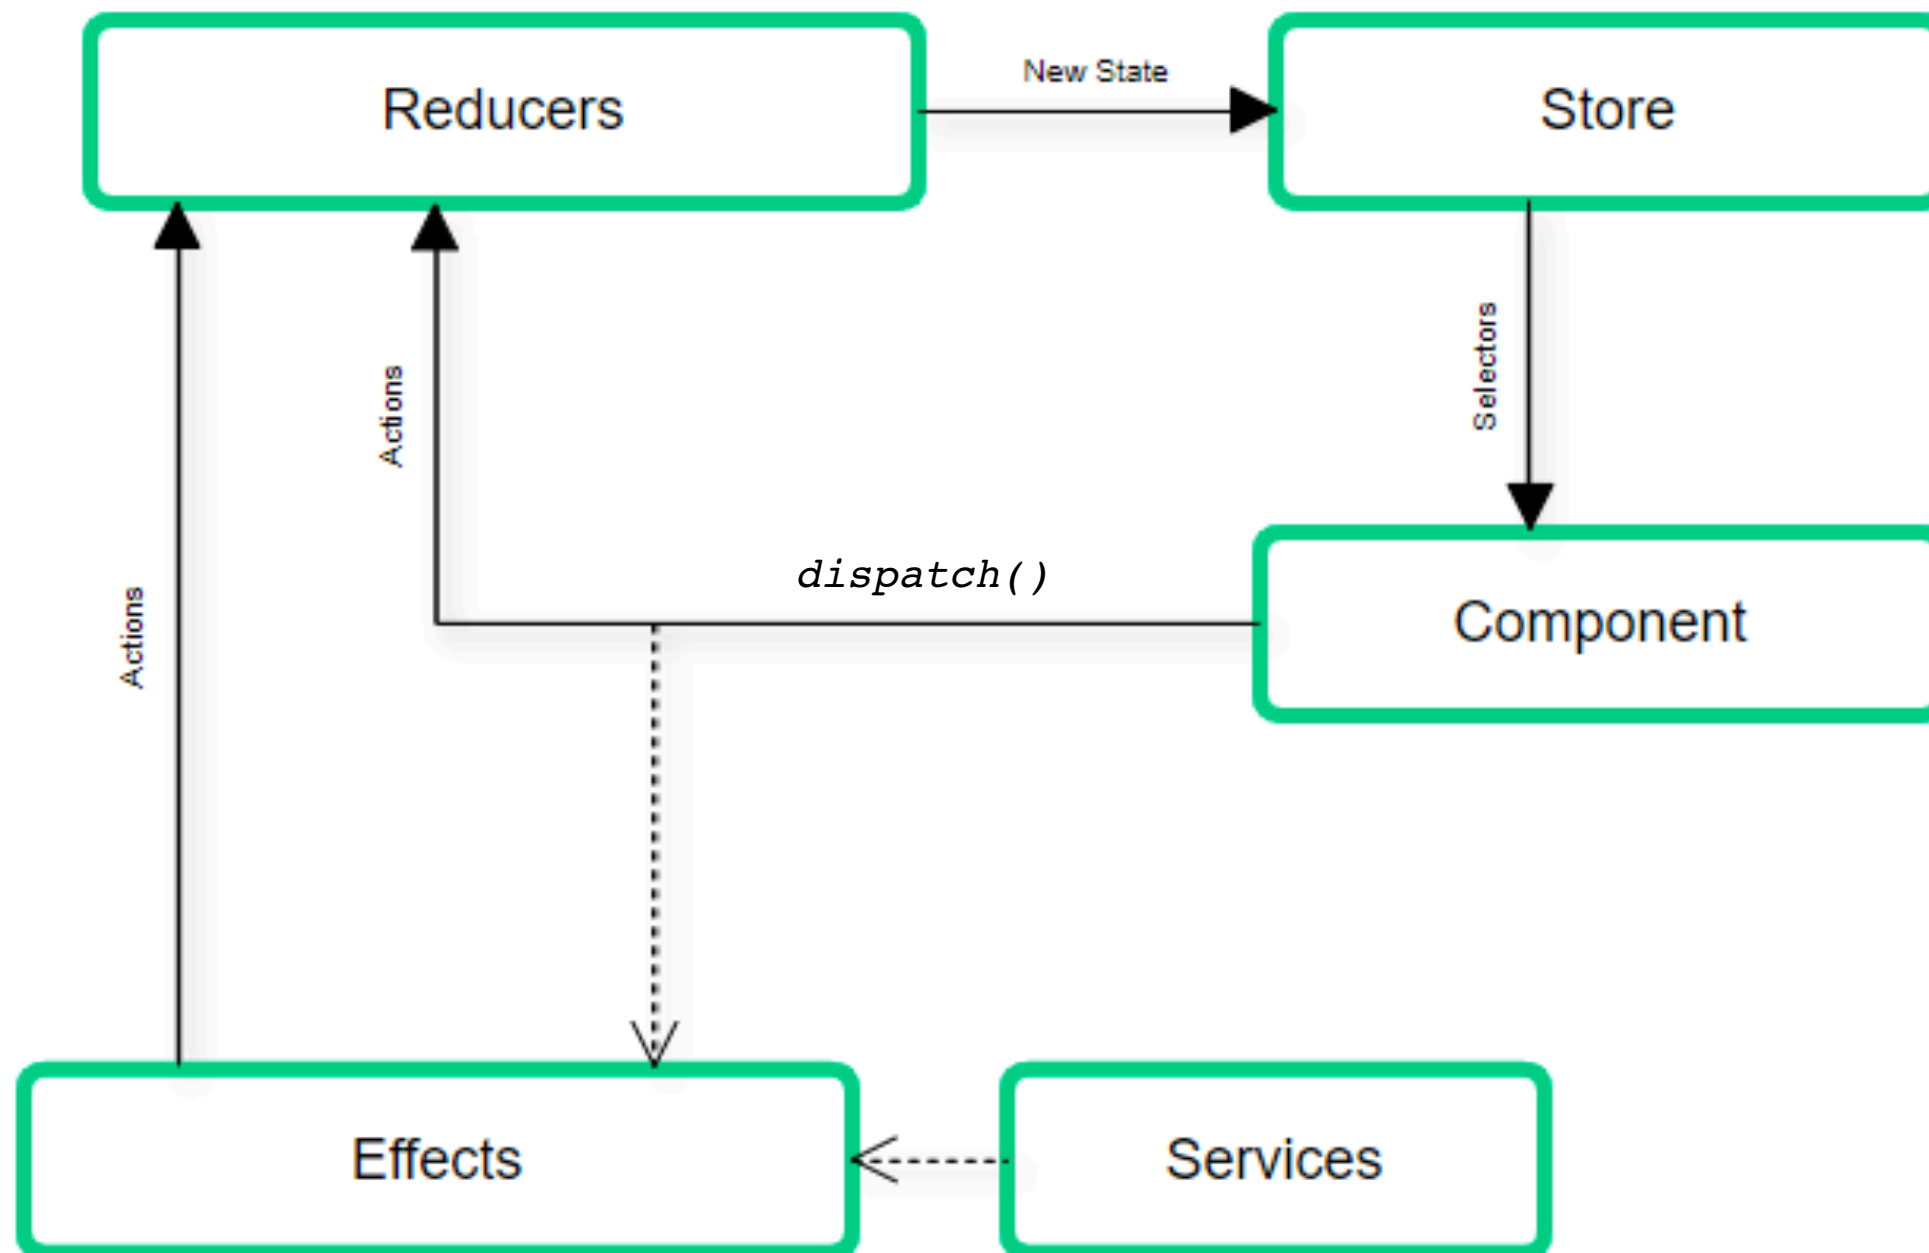 Reducers
New State
Store
Actions
Selectors
dispatch()
Component
Actions
Effects
Services